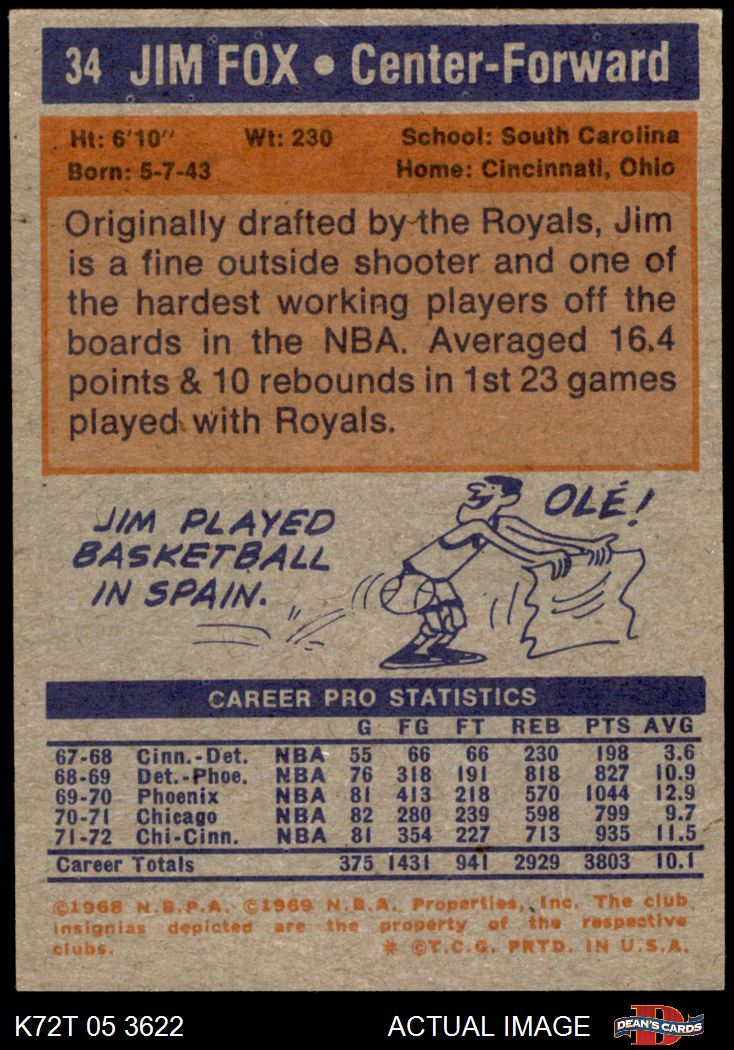 34 JIM FOX • Center-Forward
Ht: 6'10" Wt: 230 School: South Carolina
Born: 5-7-43 Home: Cincinnati, Ohio
Originally drafted by the Royals, Jim
is a fine outside shooter and one of
the hardest working players off the
boards in the NBA. Averaged 16.4
points & 10 rebounds in 1st 23 games
played with Royals.
JIM PLAYED
BASKETBALL
IN SPAIN.
OLÉ!
CAREER PRO STATISTICS
G FG FT REB PTS AVG
67-68 Cinn.-Det. NBA 55 66 66 230 198 3.6
68-69 Det.-Phoe. NBA 76 318 191 818 827 10.9
69-70 Phoenix NBA 81 413 218 570 1044 12.9
70-71 Chicago NBA 82 280 239 598 799 9.7
71-72 Chi-Cinn. NBA 81 354 227 713 935 11.5
Career Totals 375 1431 941 2929 3803 10.1
©1968 N.B.P.A. ©1969 N.B.A. Properties, Inc. The club
insignias depicted are the property of the respective
clubs. * ©T.C.G. PRTD. IN U.S.A.
K72T 05 3622 ACTUAL IMAGE DEAN'S CARDS